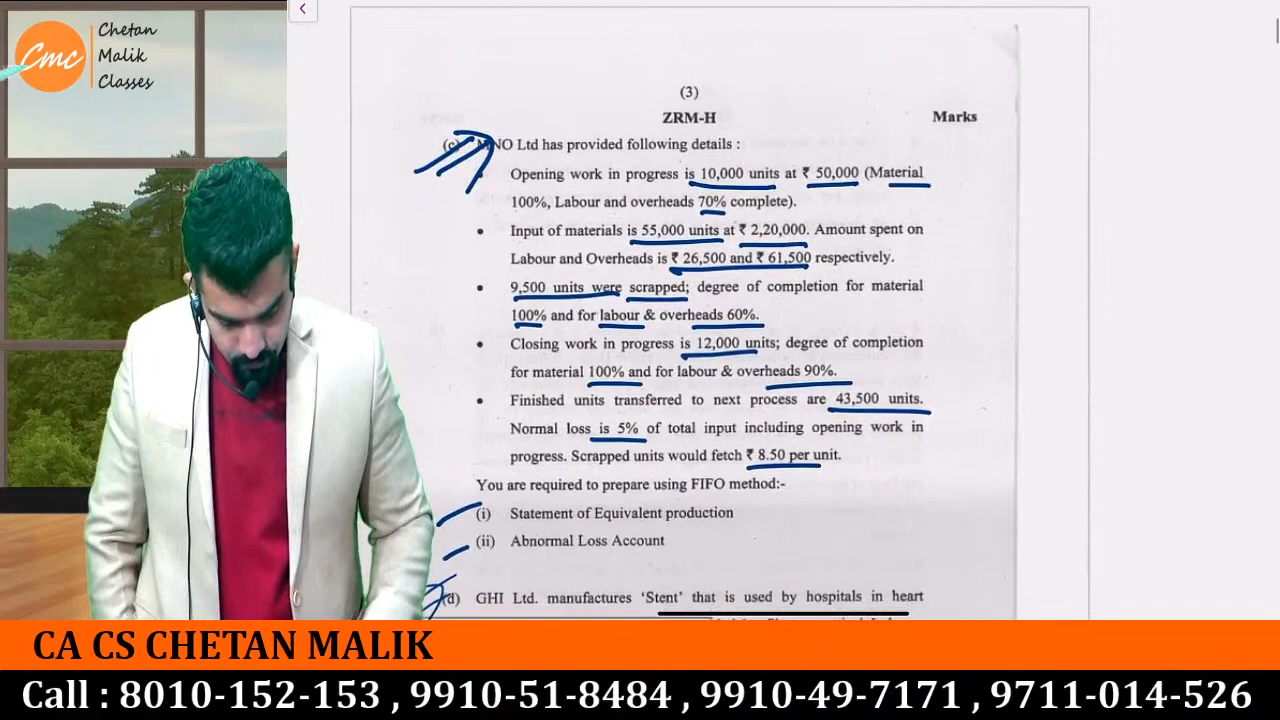 Cmc
Chetan
Malik
Classes
(3)
ZRM-H
Marks
(c) MNO Ltd has provided following details :
Opening work in progress is 10,000 units at ₹ 50,000 (Material
100%, Labour and overheads 70% complete).
• Input of materials is 55,000 units at ₹ 2,20,000. Amount spent on
Labour and Overheads is ₹ 26,500 and ₹ 61,500 respectively.
• 9,500 units were scrapped; degree of completion for material
100% and for labour & overheads 60%.
• Closing work in progress is 12,000 units; degree of completion
for material 100% and for labour & overheads 90%.
• Finished units transferred to next process are 43,500 units.
Normal loss is 5% of total input including opening work in
progress. Scrapped units would fetch ₹ 8.50 per unit.
You are required to prepare using FIFO method:-
(i) Statement of Equivalent production
(ii) Abnormal Loss Account
(d) GHI Ltd. manufactures ‘Stent’ that is used by hospitals in heart
CA CS CHETAN MALIK
Call : 8010-152-153 , 9910-51-8484 , 9910-49-7171 , 9711-014-526